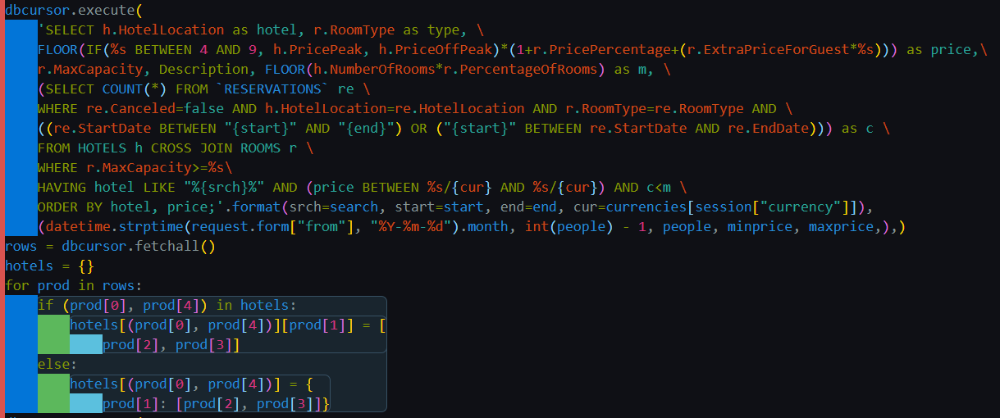 dbcursor.execute(
'SELECT h.HotelLocation as hotel, r.RoomType as type, \
FLOOR(IF(%s BETWEEN 4 AND 9, h.PricePeak, h.PriceOffPeak)*(1+r.PricePercentage+(r.ExtraPriceForGuest*%s))) as price,\
r.MaxCapacity, Description, FLOOR(h.NumberOfRooms*r.PercentageOfRooms) as m, \
(SELECT COUNT(*) FROM `RESERVATIONS` re \
WHERE re.Canceled=false AND h.HotelLocation=re.HotelLocation AND r.RoomType=re.RoomType AND \
((re.StartDate BETWEEN "{start}" AND "{end}") OR ("{start}" BETWEEN re.StartDate AND re.EndDate))) as c \
FROM HOTELS h CROSS JOIN ROOMS r \
WHERE r.MaxCapacity>=%s\
HAVING hotel LIKE "%{srch}%" AND (price BETWEEN %s/{cur} AND %s/{cur}) AND c<m \
ORDER BY hotel, price;'.format(srch=search, start=start, end=end, cur=currencies[session["currency"]]),
(datetime.strptime(request.form["from"], "%Y-%m-%d").month, int(people) - 1, people, minprice, maxprice,),)
rows = dbcursor.fetchall()
hotels = {}
for prod in rows:
if (prod[0], prod[4]) in hotels:
hotels[(prod[0], prod[4])][prod[1]] = [
prod[2], prod[3]]
else:
hotels[(prod[0], prod[4])] = {
prod[1]: [prod[2], prod[3]]}